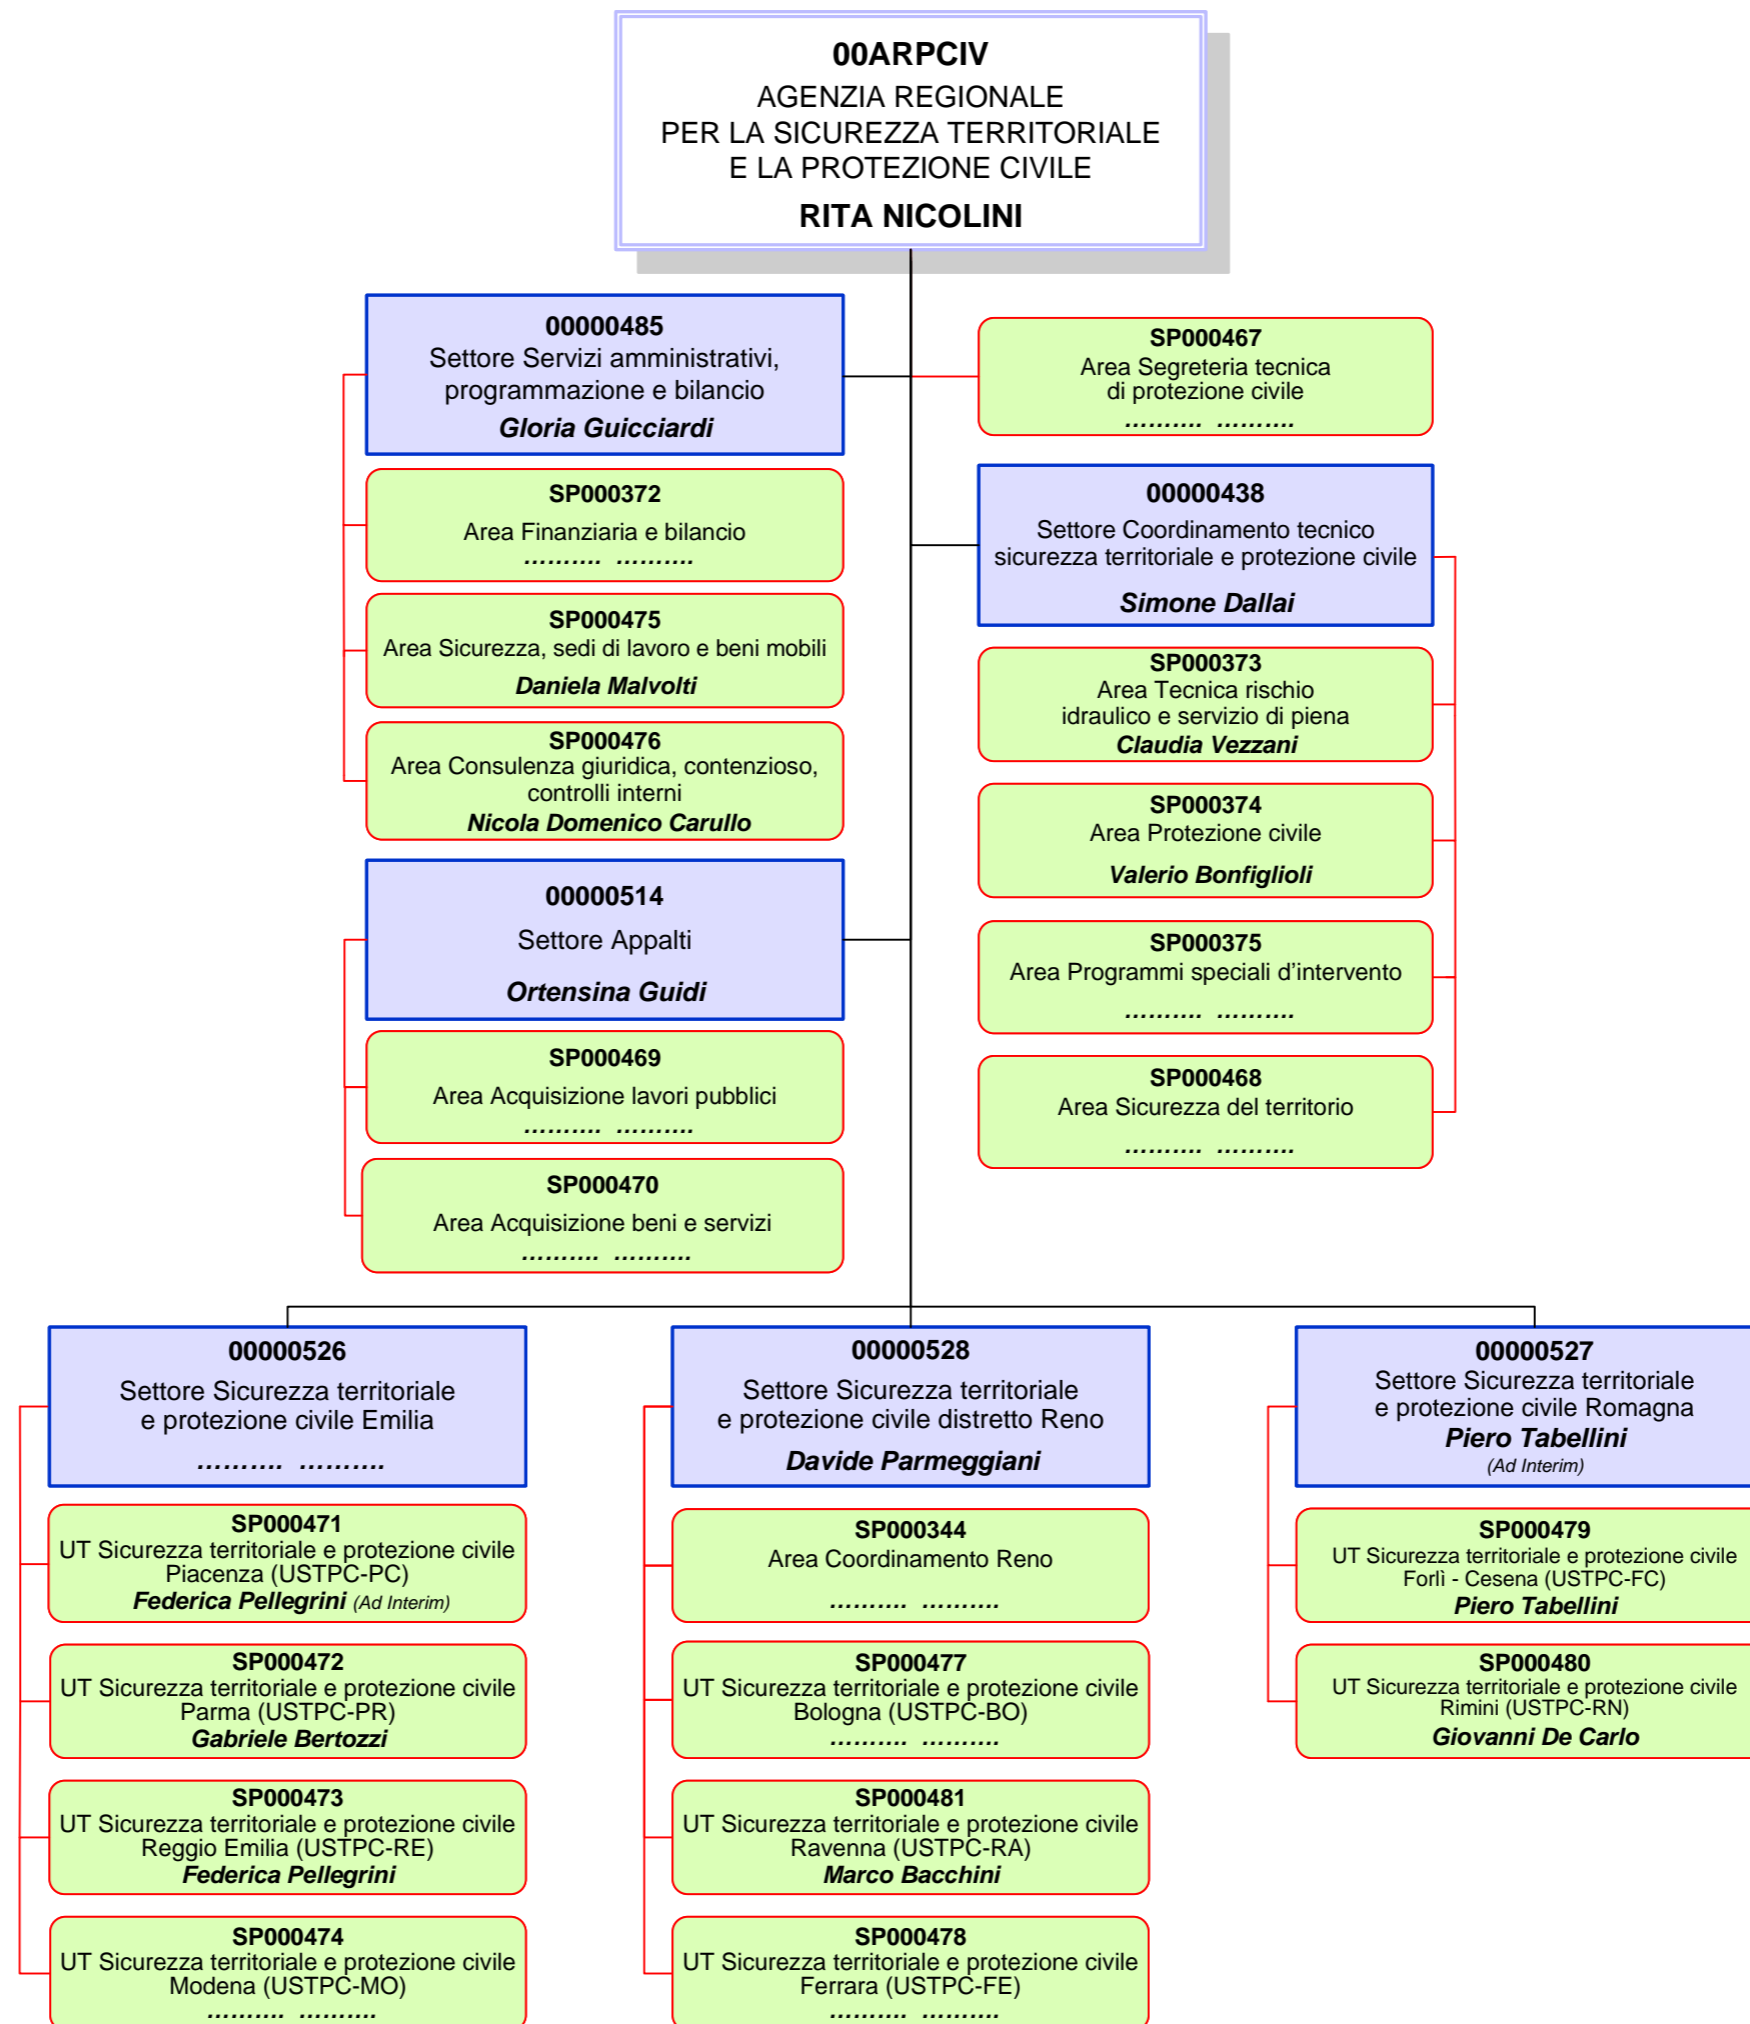 00ARPCIV
AGENZIA REGIONALE
PER LA SICUREZZA TERRITORIALE
E LA PROTEZIONE CIVILE
RITA NICOLINI
00000485
Settore Servizi amministrativi,
programmazione e bilancio
Gloria Guicciardi
SP000372
Area Finanziaria e bilancio
………. ……….
SP000475
Area Sicurezza, sedi di lavoro e beni mobili
Daniela Malvolti
SP000476
Area Consulenza giuridica, contenzioso,
controlli interni
Nicola Domenico Carullo
00000514
Settore Appalti
Ortensina Guidi
SP000469
Area Acquisizione lavori pubblici
………. ……….
SP000470
Area Acquisizione beni e servizi
………. ……….
SP000467
Area Segreteria tecnica
di protezione civile
………. ……….
00000438
Settore Coordinamento tecnico
sicurezza territoriale e protezione civile
Simone Dallai
SP000373
Area Tecnica rischio
idraulico e servizio di piena
Claudia Vezzani
SP000374
Area Protezione civile
Valerio Bonfiglioli
SP000375
Area Programmi speciali d’intervento
………. ……….
SP000468
Area Sicurezza del territorio
………. ……….
00000526
Settore Sicurezza territoriale
e protezione civile Emilia
………. ……….
SP000471
UT Sicurezza territoriale e protezione civile
Piacenza (USTPC-PC)
Federica Pellegrini (Ad Interim)
SP000472
UT Sicurezza territoriale e protezione civile
Parma (USTPC-PR)
Gabriele Bertozzi
SP000473
UT Sicurezza territoriale e protezione civile
Reggio Emilia (USTPC-RE)
Federica Pellegrini
SP000474
UT Sicurezza territoriale e protezione civile
Modena (USTPC-MO)
………. ……….
00000528
Settore Sicurezza territoriale
e protezione civile distretto Reno
Davide Parmeggiani
SP000344
Area Coordinamento Reno
………. ……….
SP000477
UT Sicurezza territoriale e protezione civile
Bologna (USTPC-BO)
………. ……….
SP000481
UT Sicurezza territoriale e protezione civile
Ravenna (USTPC-RA)
Marco Bacchini
SP000478
UT Sicurezza territoriale e protezione civile
Ferrara (USTPC-FE)
………. ……….
00000527
Settore Sicurezza territoriale
e protezione civile Romagna
Piero Tabellini
(Ad Interim)
SP000479
UT Sicurezza territoriale e protezione civile
Forlì - Cesena (USTPC-FC)
Piero Tabellini
SP000480
UT Sicurezza territoriale e protezione civile
Rimini (USTPC-RN)
Giovanni De Carlo